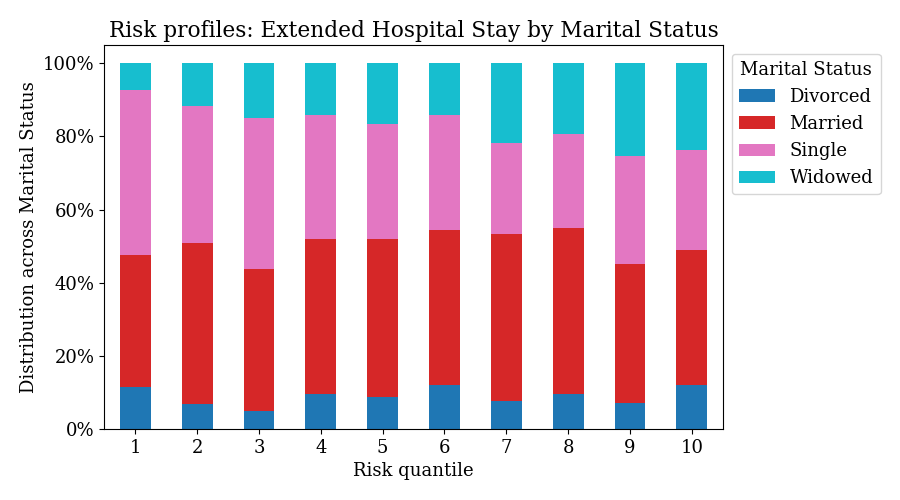 Risk profiles: Extended Hospital Stay by Marital Status
Distribution across Marital Status
100%
80%
60%
40%
20%
0%
1 2 3 4 5 6 7 8 9 10
Risk quantile
Marital Status
Divorced
Married
Single
Widowed